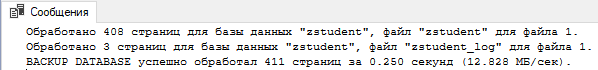 Сообщения
Обработано 408 страниц для базы данных "zstudent", файл "zstudent" для файла 1.
Обработано 3 страниц для базы данных "zstudent", файл "zstudent_log" для файла 1.
BACKUP DATABASE успешно обработал 411 страниц за 0.250 секунд (12.828 МБ/сек).